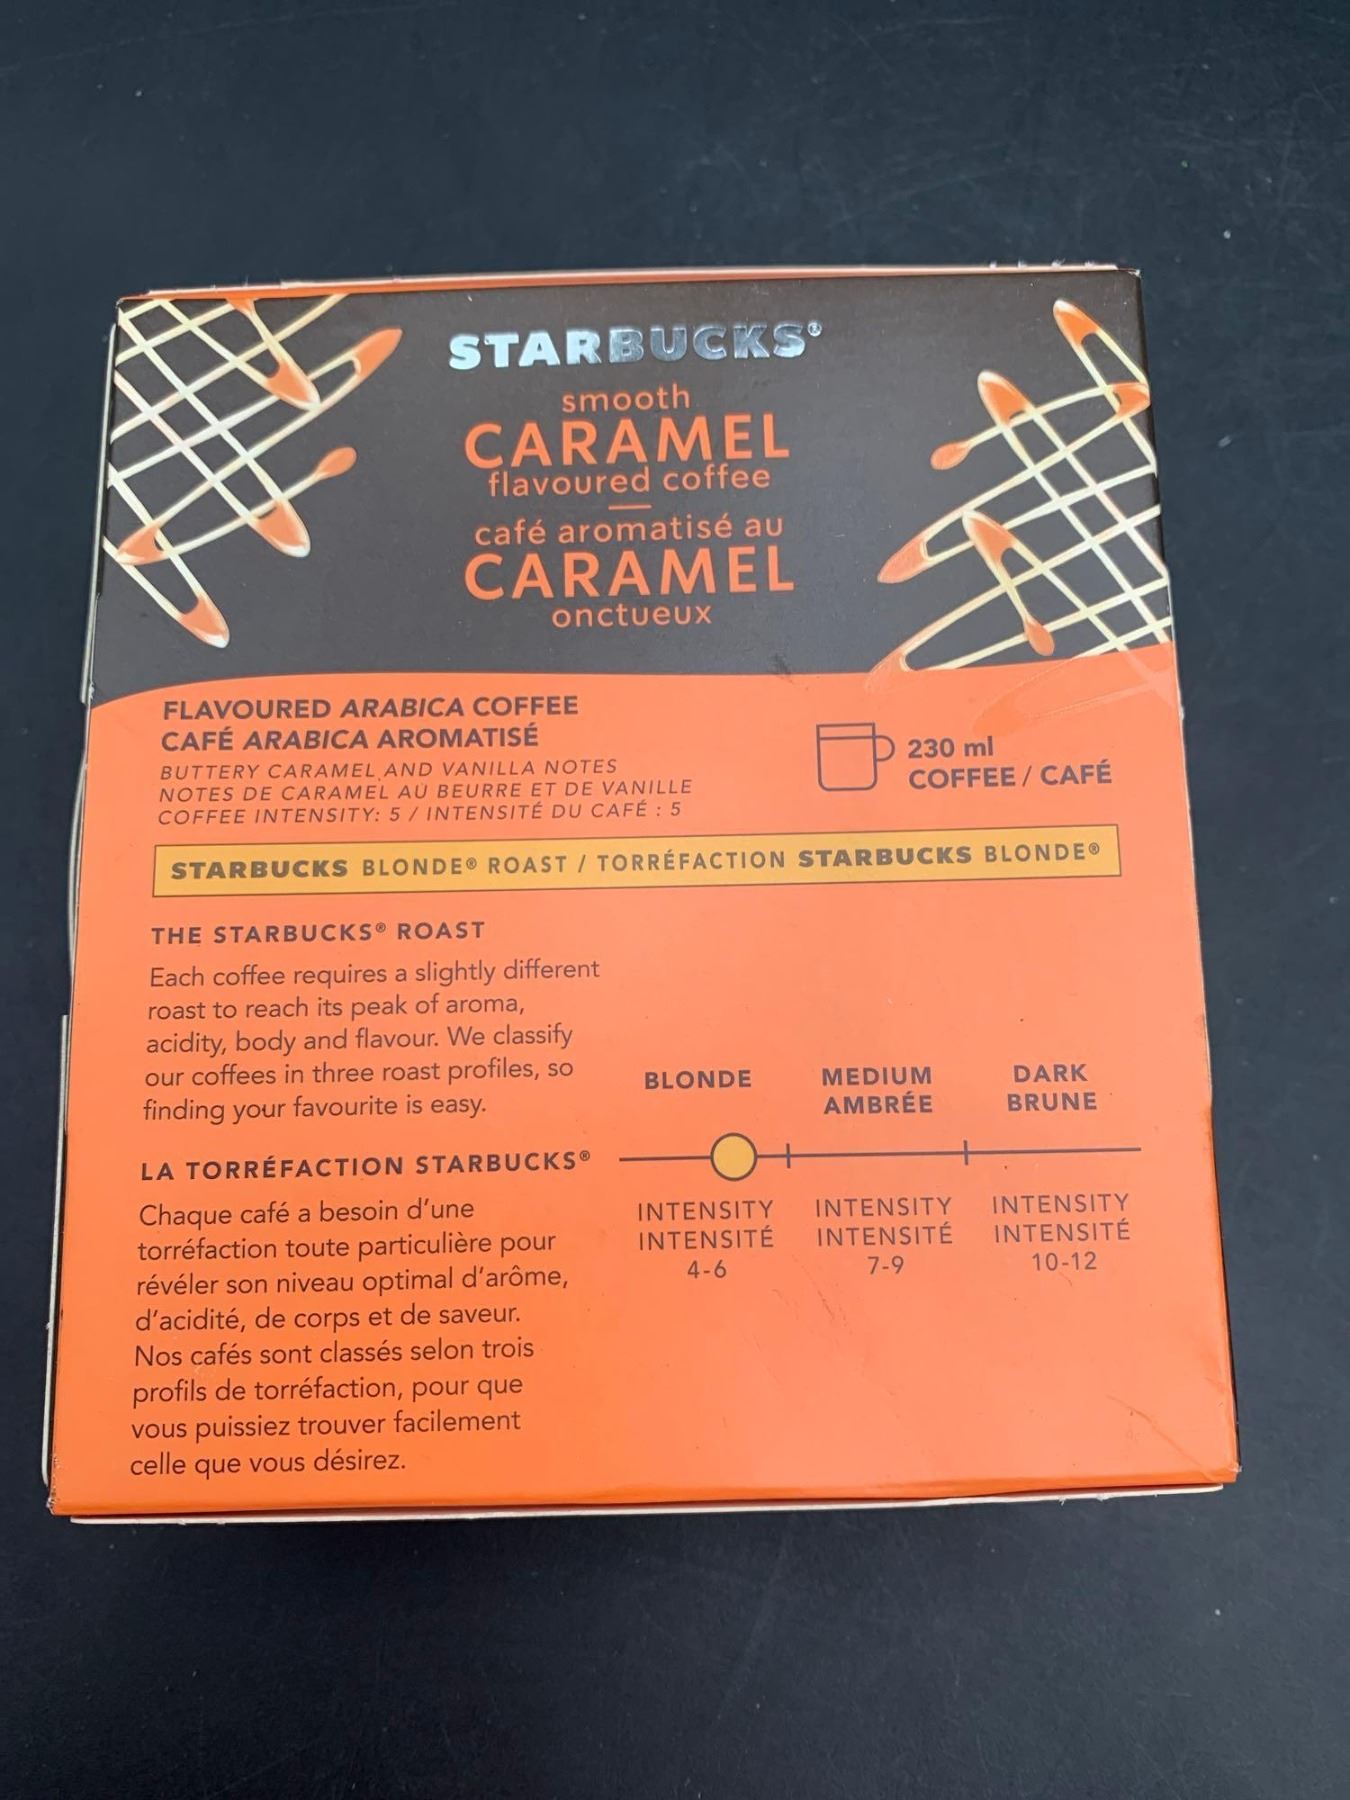 STARBUCKS®
smooth
CARAMEL
flavoured coffee
café aromatisé au
CARAMEL
onctueux
FLAVOURED ARABICA COFFEE
CAFÉ ARABICA AROMATISÉ
BUTTERY CARAMEL AND VANILLA NOTES
NOTES DE CARAMEL AU BEURRE ET DE VANILLE
COFFEE INTENSITY: 5 / INTENSITÉ DU CAFÉ : 5
230 ml
COFFEE / CAFÉ
STARBUCKS BLONDE® ROAST / TORRÉFACTION STARBUCKS BLONDE®
THE STARBUCKS® ROAST
Each coffee requires a slightly different
roast to reach its peak of aroma,
acidity, body and flavour. We classify
our coffees in three roast profiles, so
finding your favourite is easy.
LA TORRÉFACTION STARBUCKS®
Chaque café a besoin d'une
torréfaction toute particulière pour
révéler son niveau optimal d'arôme,
d'acidité, de corps et de saveur.
Nos cafés sont classés selon trois
profils de torréfaction, pour que
vous puissiez trouver facilement
celle que vous désirez.
BLONDE
MEDIUM
AMBRÉE
DARK
BRUNE
INTENSITY
INTENSITÉ
4-6
INTENSITY
INTENSITÉ
7-9
INTENSITY
INTENSITÉ
10-12